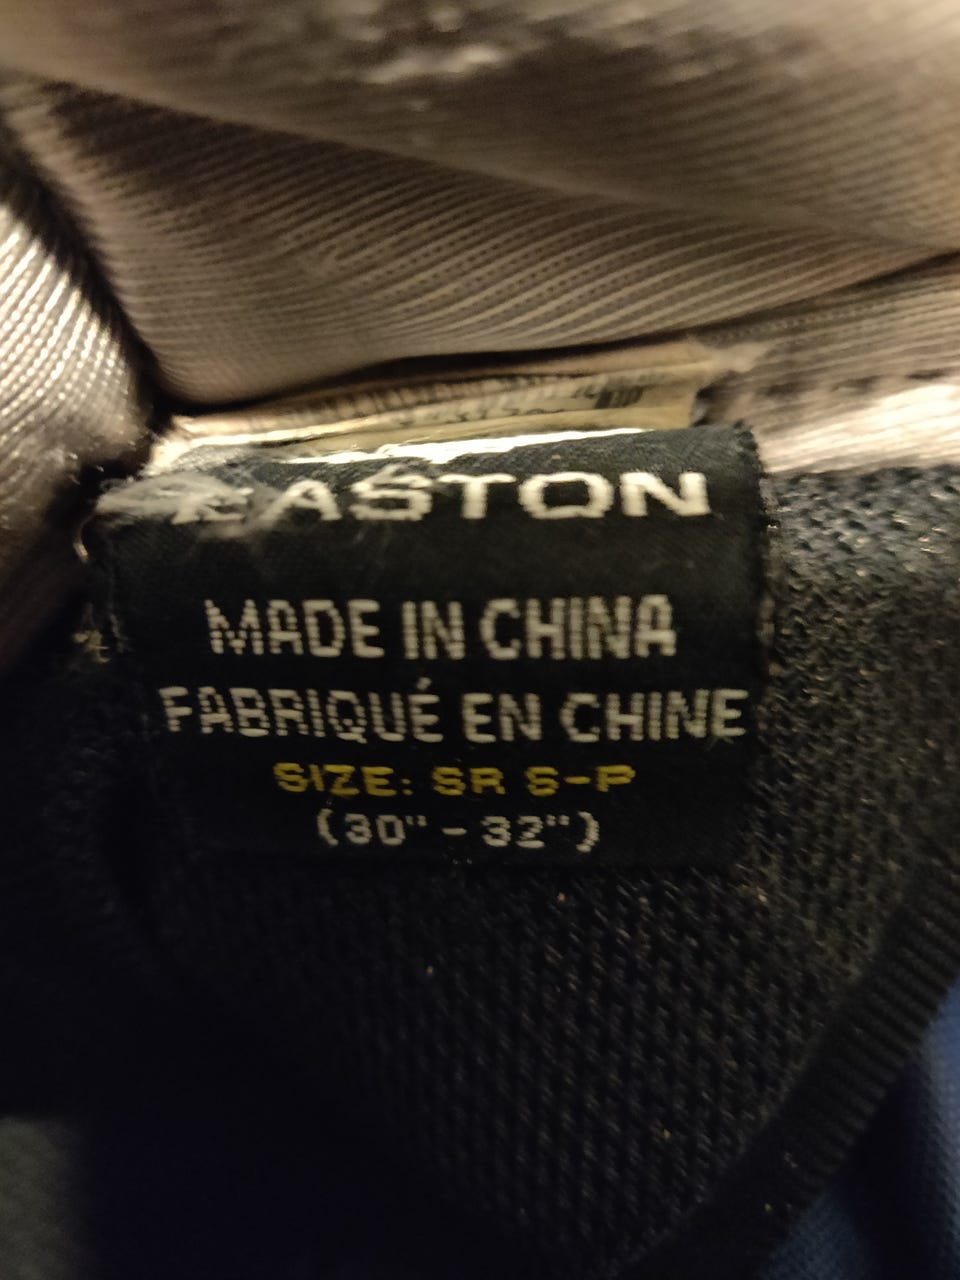 EASTON
MADE IN CHINA
FABRIQUÉ EN CHINE
SIZE: SR S-P
(30" - 32")